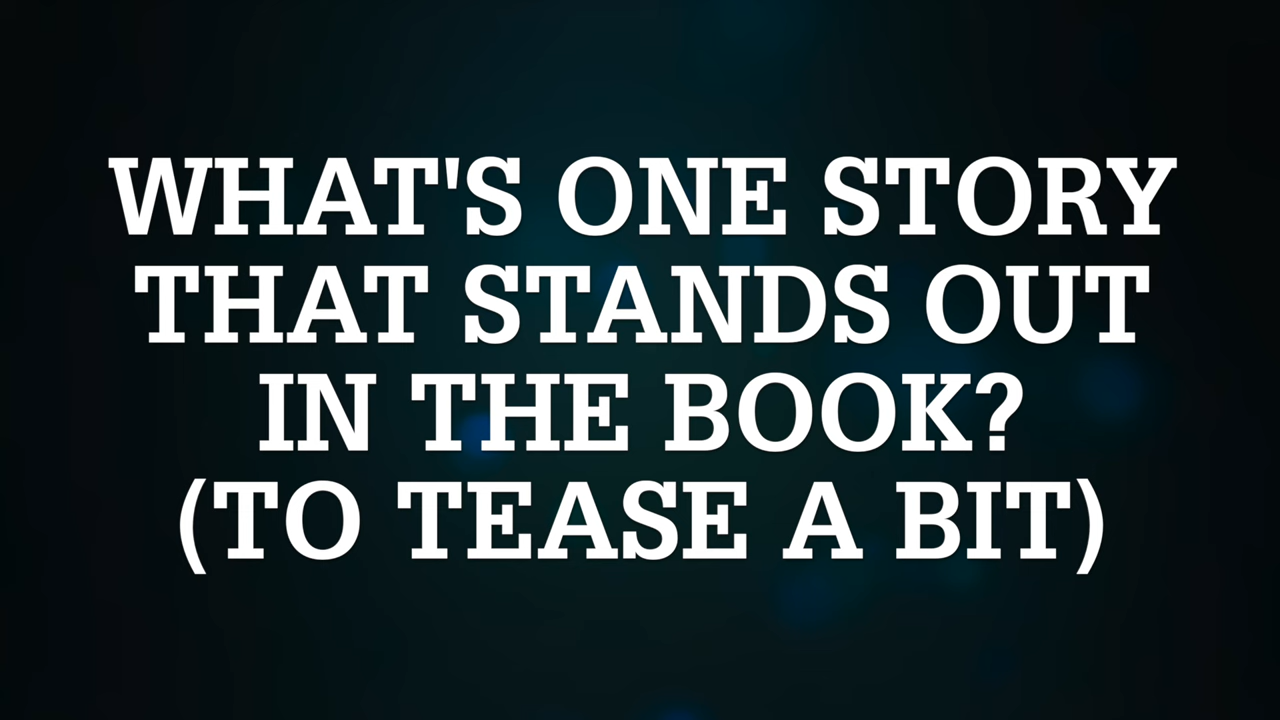 WHAT'S ONE STORY
THAT STANDS OUT
IN THE BOOK?
(TO TEASE A BIT)